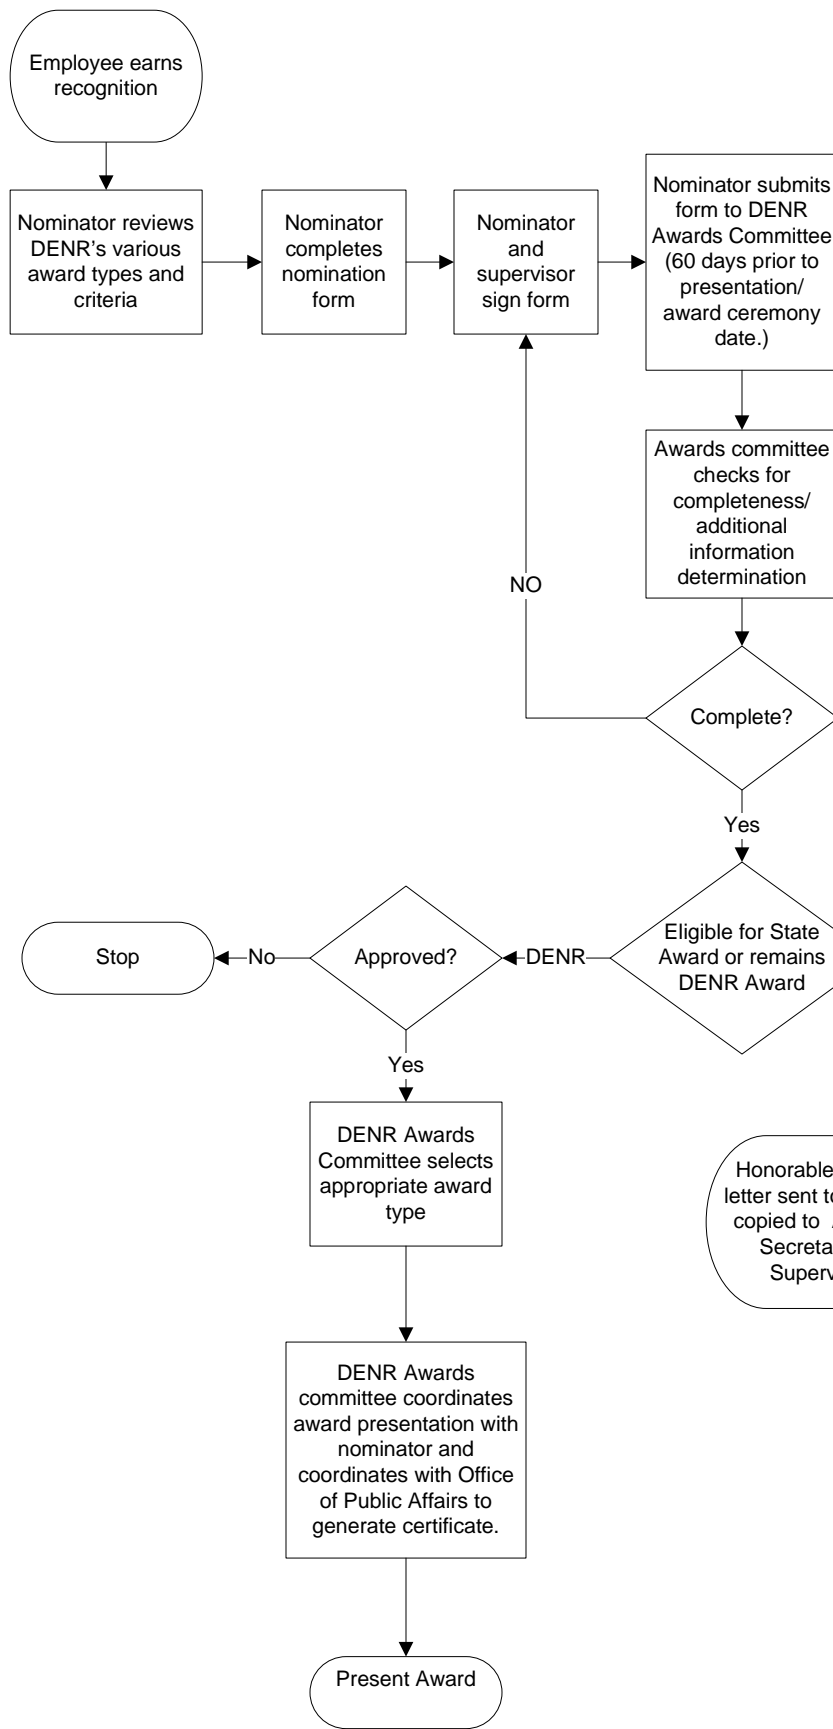 Employee earns
recognition
Nominator reviews
DENR's various
award types and
criteria
Nominator
completes
nomination
form
Nominator
and
supervisor
sign form
Nominator submits
form to DENR
Awards Committee
(60 days prior to
presentation/
award ceremony
date.)
Awards committee
checks for
completeness/
additional
information
determination
NO
Complete?
Yes
Eligible for State
Award or remains
DENR Award
DENR
Approved?
No
Stop
Yes
DENR Awards
Committee selects
appropriate award
type
Honorable
letter sent
copied to
DENR Awards
committee coordinates
award presentation with
nominator and
coordinates with Office
of Public Affairs to
generate certificate.
Present Award